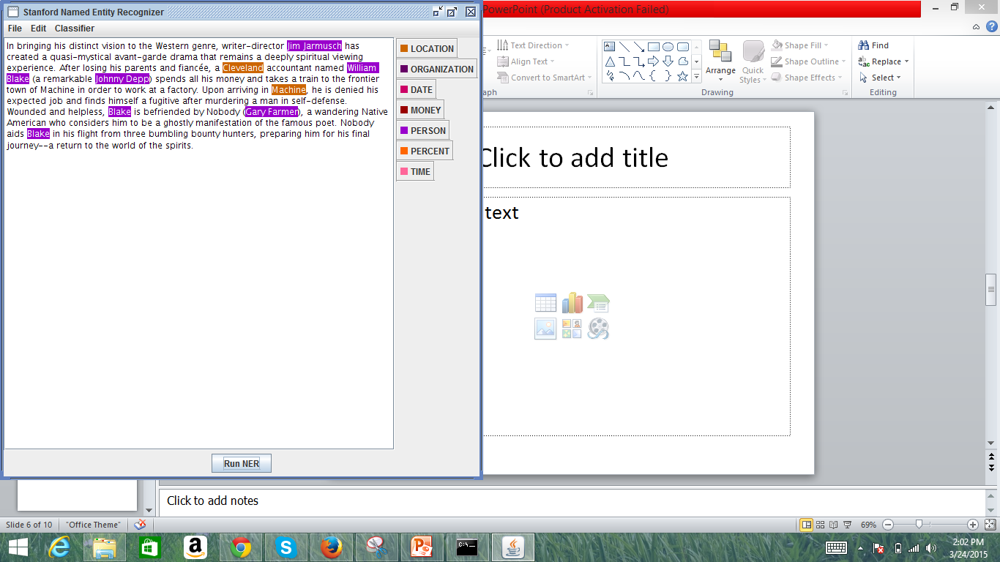 Stanford Named Entity Recognizer
PowerPoint (Product Activation Failed)
File Edit Classifier
In bringing his distinct vision to the Western genre, writer-director Jim Jarmusch has
created a quasi-mystical avant-garde drama that remains a deeply spiritual viewing
experience. After losing his parents and fiancée, a Cleveland accountant named William
Blake (a remarkable Johnny Depp) spends all his money and takes a train to the frontier
town of Machine in order to work at a factory. Upon arriving in Machine, he is denied his
expected job and finds himself a fugitive after murdering a man in self-defense.
Wounded and helpless, Blake is befriended by Nobody (Gary Farmer), a wandering Native
American who considers him to be a ghostly manifestation of the famous poet. Nobody
aids Blake in his flight from three bumbling bounty hunters, preparing him for his final
journey--a return to the world of the spirits.
LOCATION
ORGANIZATION
DATE
MONEY
PERSON
PERCENT
TIME
Run NER
Text Direction
Align Text
Convert to SmartArt
agraph
Arrange
Quick
Styles
Shape Fill
Shape Outline
Shape Effects
Drawing
Find
Replace
Select
Editing
Click to add title
text
Click to add notes
Slide 6 of 10
"Office Theme"
69%
2:02 PM
3/24/2015